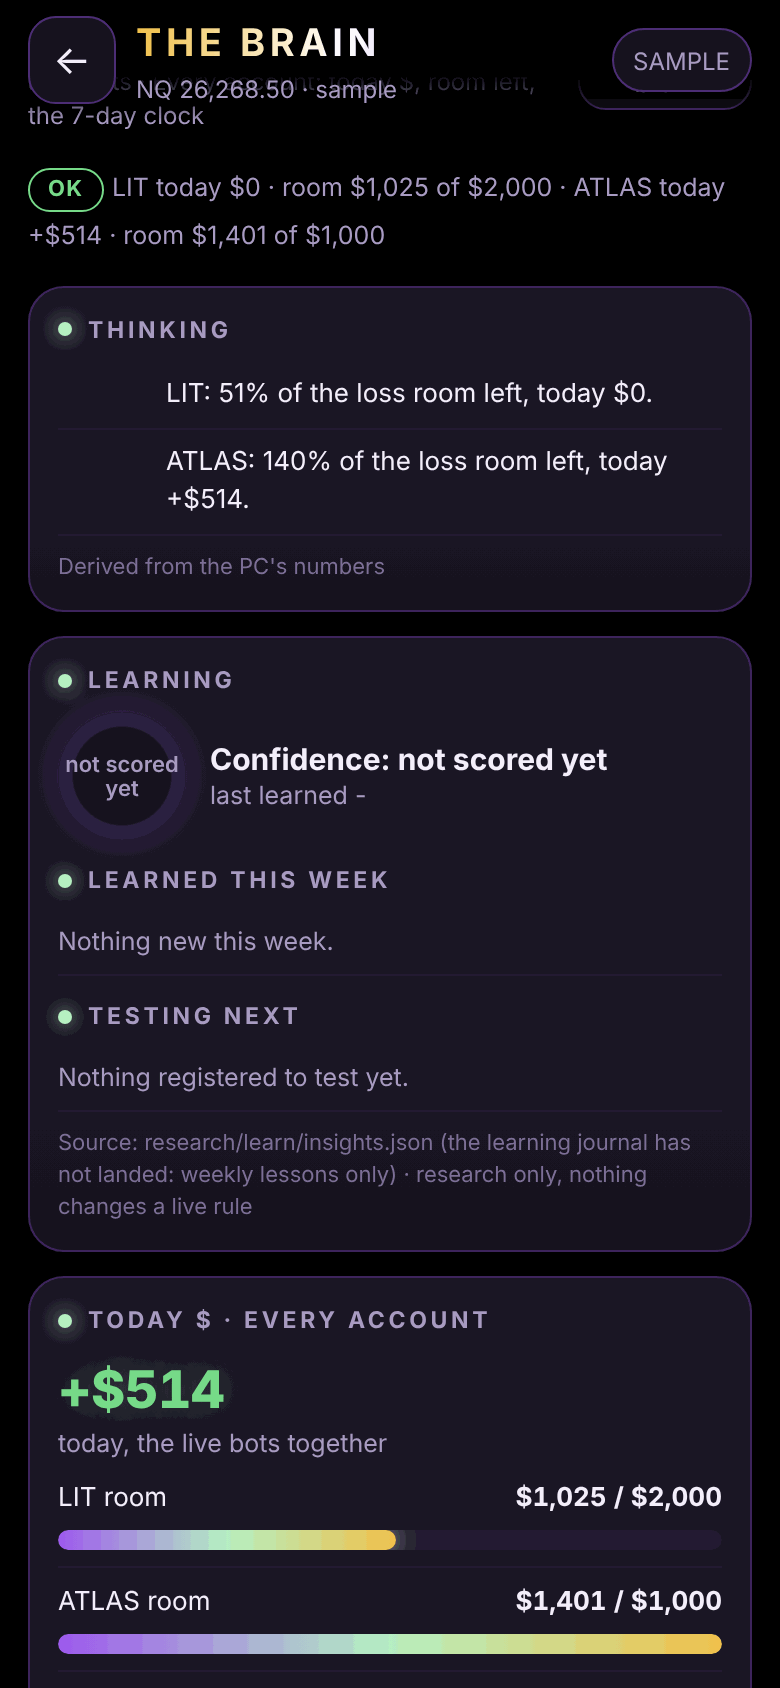 THE BRAIN
NQ 26,268.50 · sample
SAMPLE
every account: today $, room left,
the 7-day clock
OK LIT today $0 · room $1,025 of $2,000 · ATLAS today
+$514 · room $1,401 of $1,000
THINKING
LIT: 51% of the loss room left, today $0.
ATLAS: 140% of the loss room left, today
+$514.
Derived from the PC's numbers
LEARNING
not scored
yet
Confidence: not scored yet
last learned -
LEARNED THIS WEEK
Nothing new this week.
TESTING NEXT
Nothing registered to test yet.
Source: research/learn/insights.json (the learning journal has
not landed: weekly lessons only) · research only, nothing
changes a live rule
TODAY $ · EVERY ACCOUNT
+$514
today, the live bots together
LIT room
$1,025 / $2,000
ATLAS room
$1,401 / $1,000